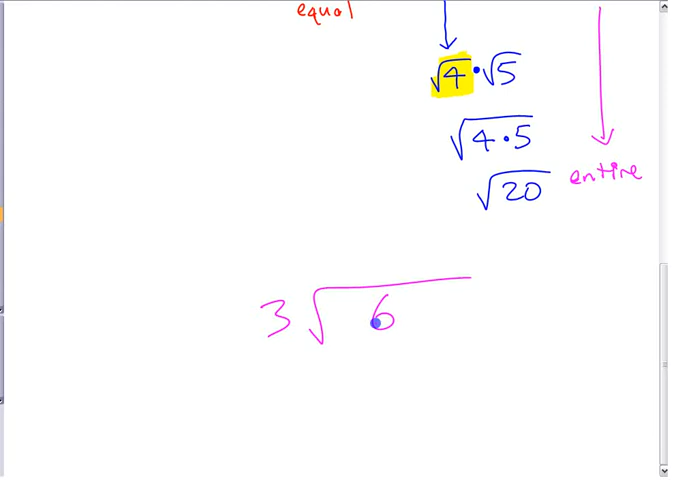 equal
√4 · √5
√4·5
√20 entire
3√6